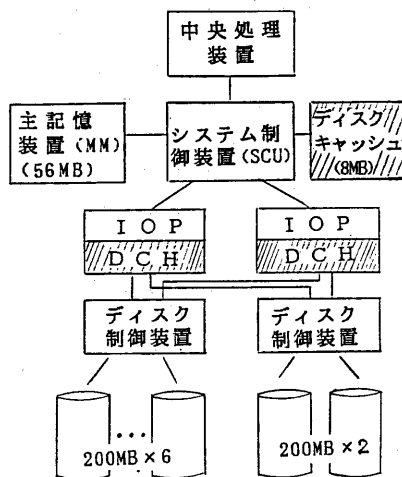 中央処理
装置
主記憶
装置(MM)
(56MB)
システム制
御装置(SCU)
ディスク
キャッシュ
(8MB)
IOP
DCH
IOP
DCH
ディスク
制御装置
ディスク
制御装置
...
200MB×6
200MB×2